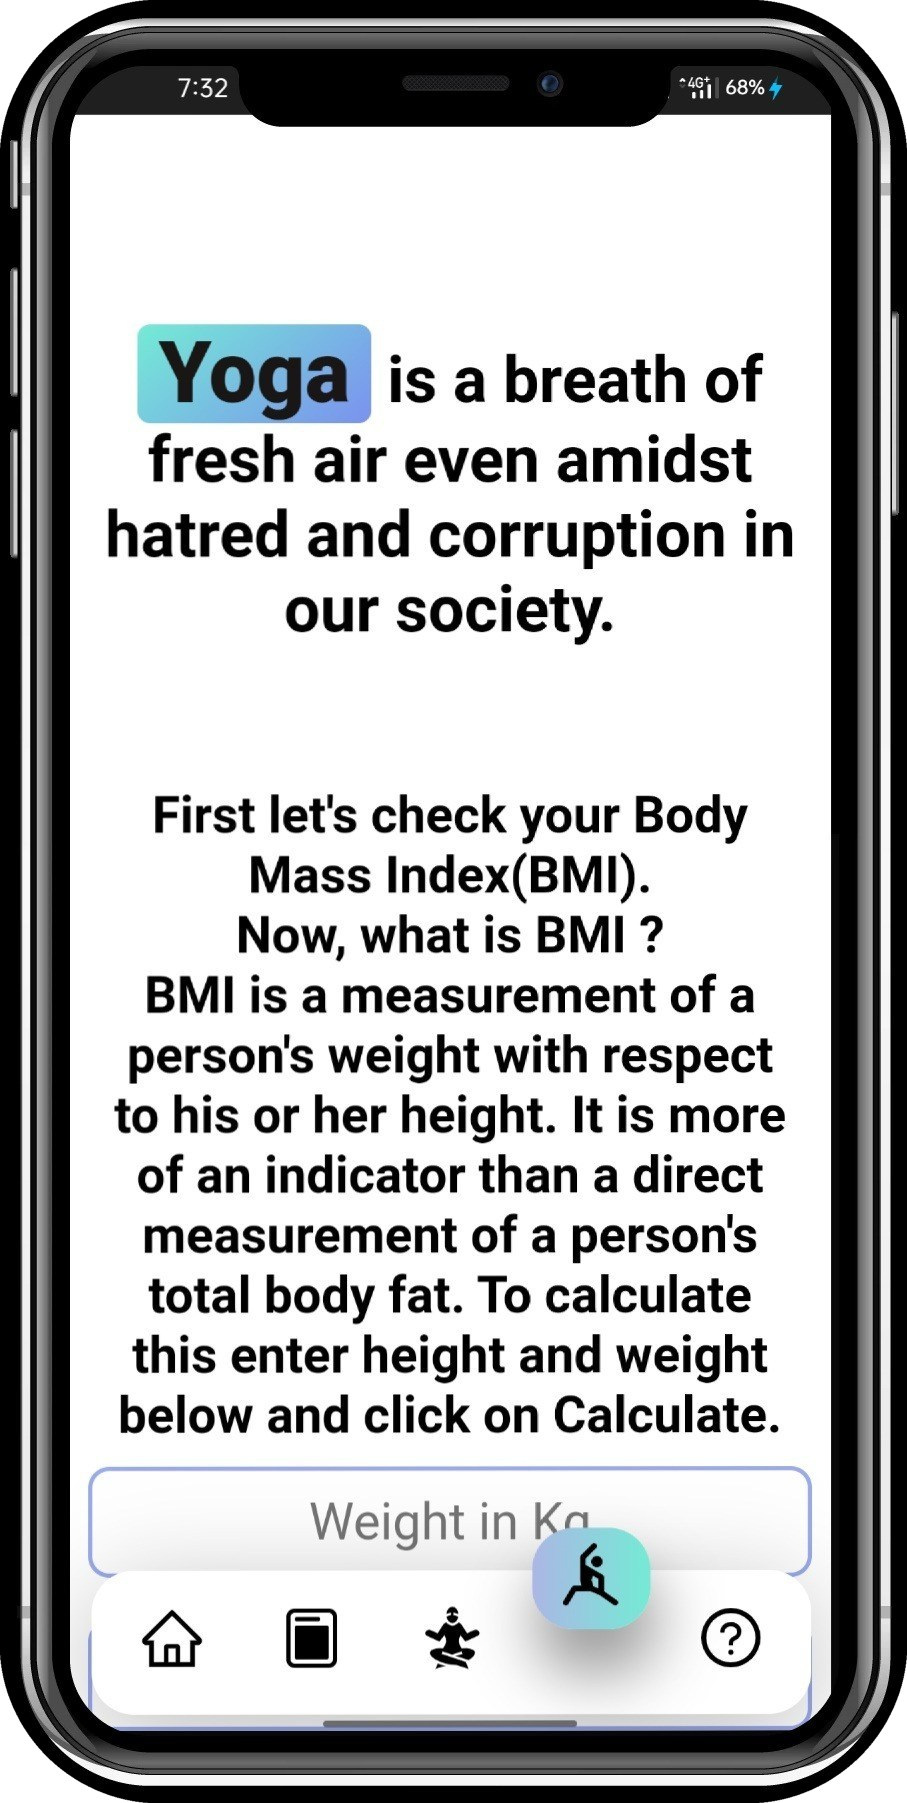 7:32
4G+ 68%
Yoga is a breath of
fresh air even amidst
hatred and corruption in
our society.
First let's check your Body
Mass Index(BMI).
Now, what is BMI ?
BMI is a measurement of a
person's weight with respect
to his or her height. It is more
of an indicator than a direct
measurement of a person's
total body fat. To calculate
this enter height and weight
below and click on Calculate.
Weight in Kg